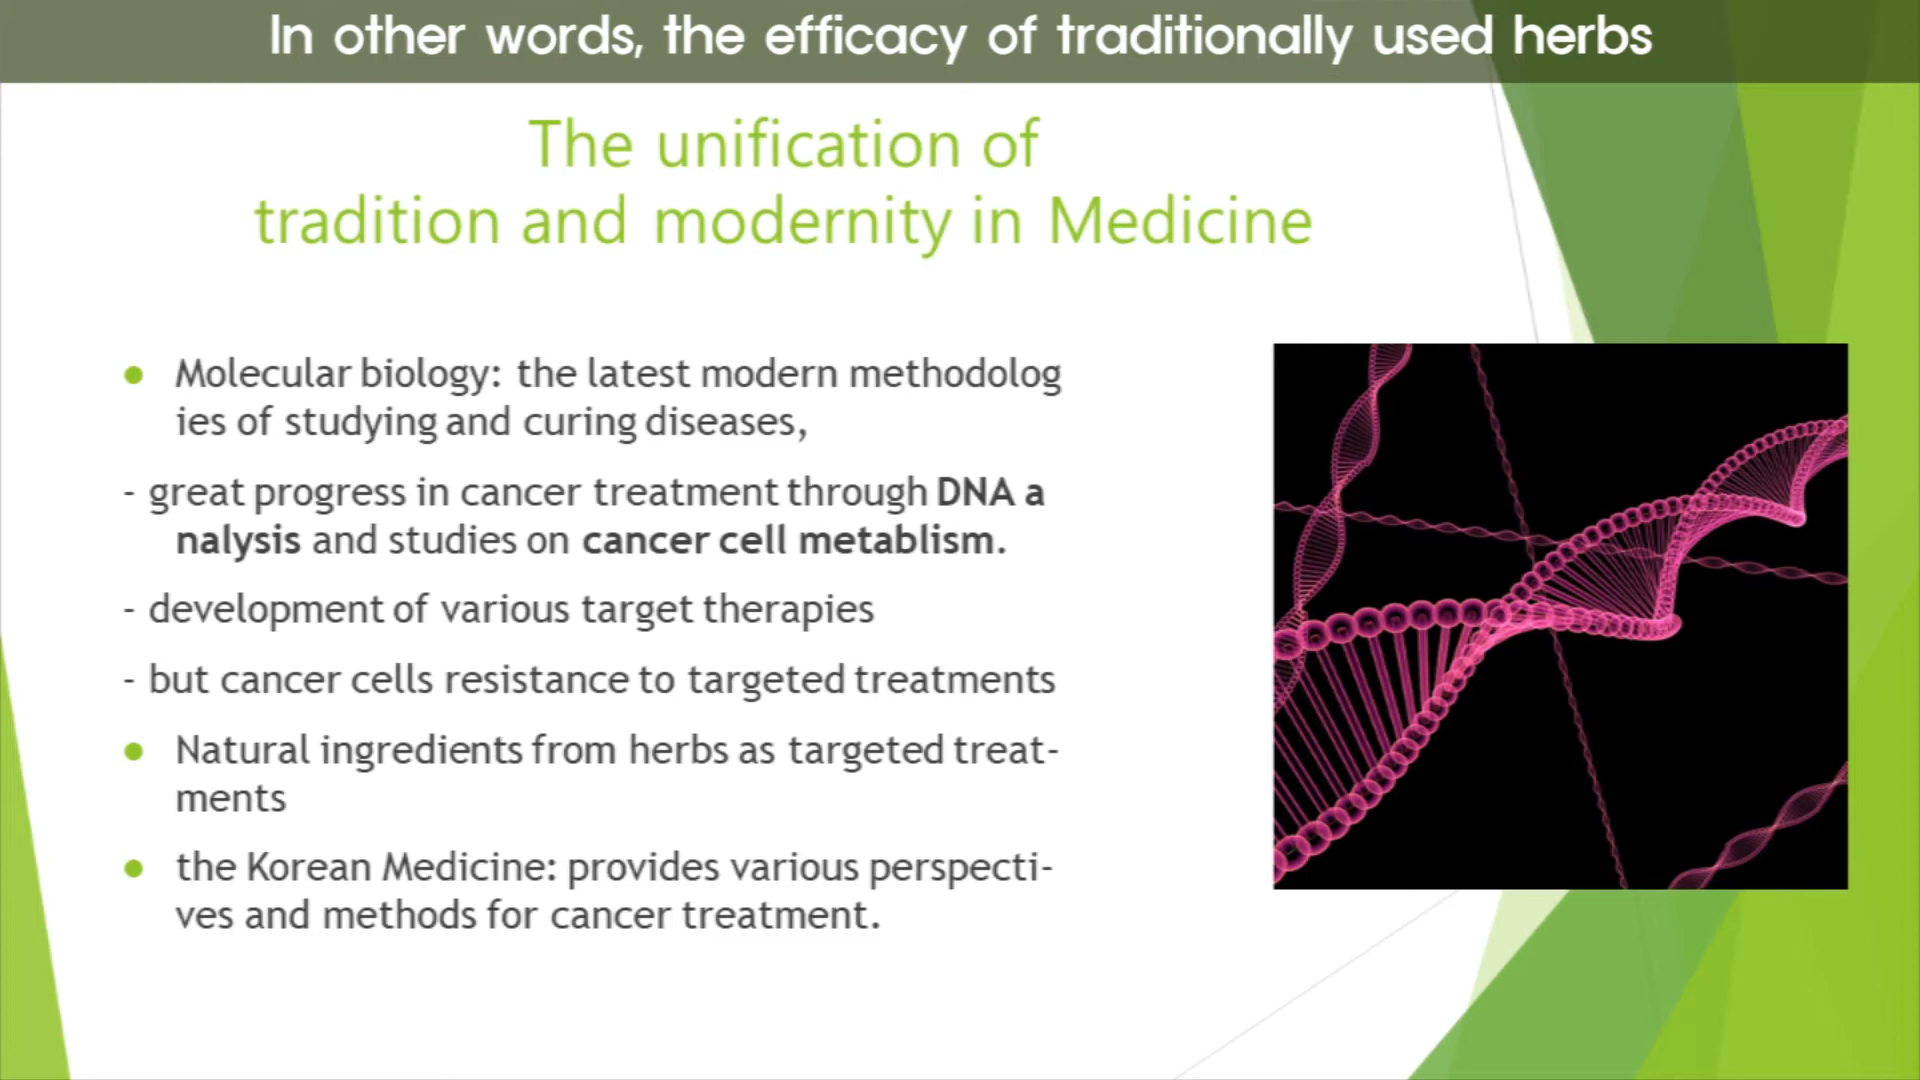 In other words, the efficacy of traditionally used herbs
The unification of
tradition and modernity in Medicine
● Molecular biology: the latest modern methodolog
ies of studying and curing diseases,
- great progress in cancer treatment through DNA a
nalysis and studies on cancer cell metablism.
- development of various target therapies
- but cancer cells resistance to targeted treatments
● Natural ingredients from herbs as targeted treat-
ments
● the Korean Medicine: provides various perspecti-
ves and methods for cancer treatment.